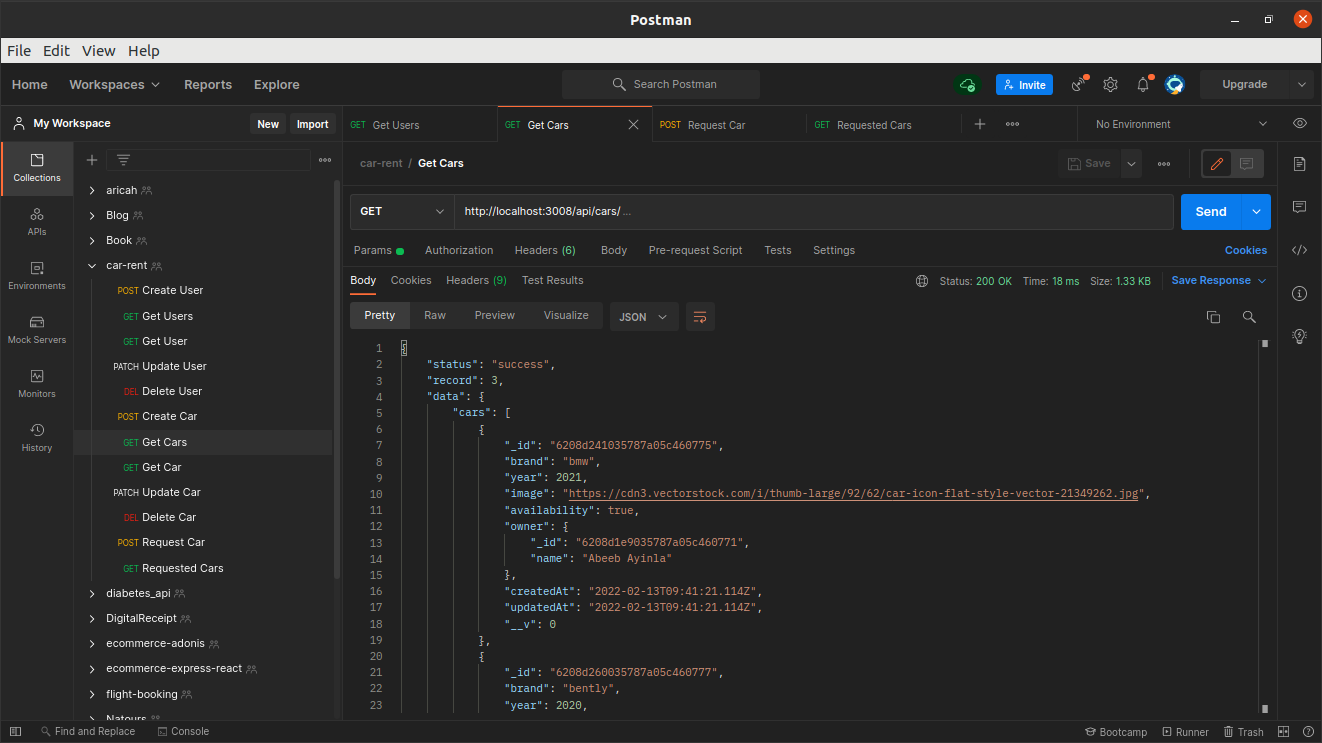 Postman
File Edit View Help
Home Workspaces Reports Explore Search Postman Invite Upgrade
My Workspace New Import
GET Get Users GET Get Cars POST Request Car GET Requested Cars No Environment
car-rent / Get Cars Save
GET http://localhost:3008/api/cars/ ... Send
Params Authorization Headers (6) Body Pre-request Script Tests Settings Cookies
Body Cookies Headers (9) Test Results Status: 200 OK Time: 18 ms Size: 1.33 KB Save Response
Pretty Raw Preview Visualize JSON
Collections
APIs
Environments
Mock Servers
Monitors
History
aricah
Blog
Book
car-rent
POST Create User
GET Get Users
GET Get User
PATCH Update User
DEL Delete User
POST Create Car
GET Get Cars
GET Get Car
PATCH Update Car
DEL Delete Car
POST Request Car
GET Requested Cars
diabetes_api
DigitalReceipt
ecommerce-adonis
ecommerce-express-react
flight-booking
Natours
1 {
2 "status": "success",
3 "record": 3,
4 "data": {
5 "cars": [
6 {
7 "_id": "6208d241035787a05c460775",
8 "brand": "bmw",
9 "year": 2021,
10 "image": "https://cdn3.vectorstock.com/i/thumb-large/92/62/car-icon-flat-style-vector-21349262.jpg",
11 "availability": true,
12 "owner": {
13 "_id": "6208d1e9035787a05c460771",
14 "name": "Abeeb Ayinla"
15 },
16 "createdAt": "2022-02-13T09:41:21.114Z",
17 "updatedAt": "2022-02-13T09:41:21.114Z",
18 "__v": 0
19 },
20 {
21 "_id": "6208d260035787a05c460777",
22 "brand": "bently",
23 "year": 2020,
Find and Replace Console Bootcamp Runner Trash